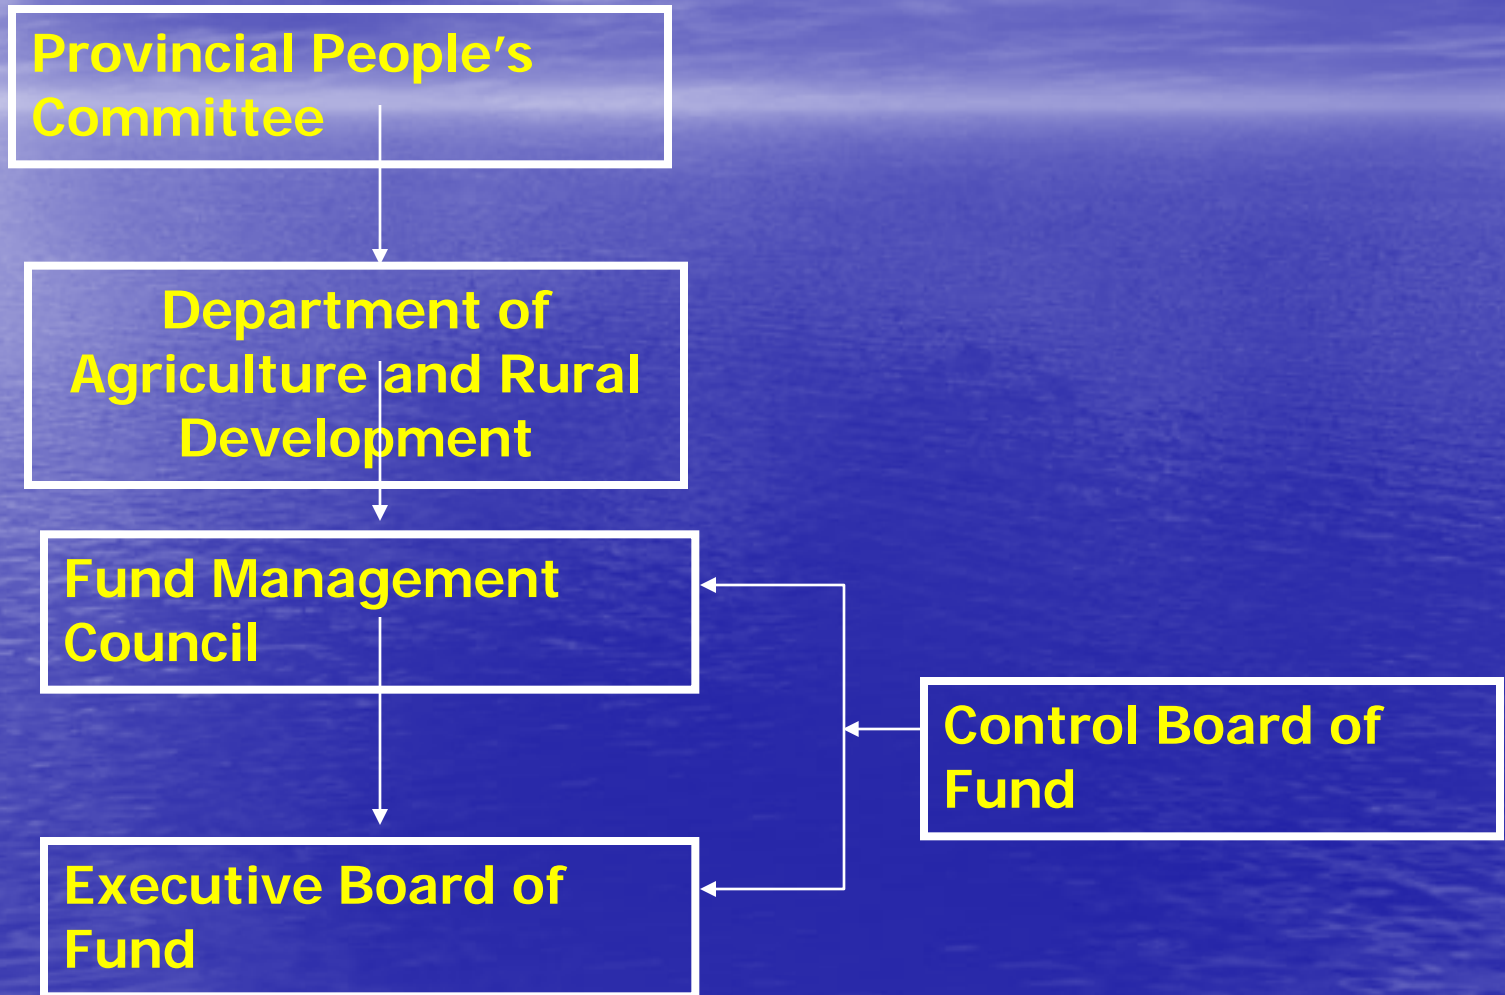 Provincial People's
Committee
Department of
Agriculture and Rural
Development
Fund Management
Council
Control Board of
Fund
Executive Board of
Fund